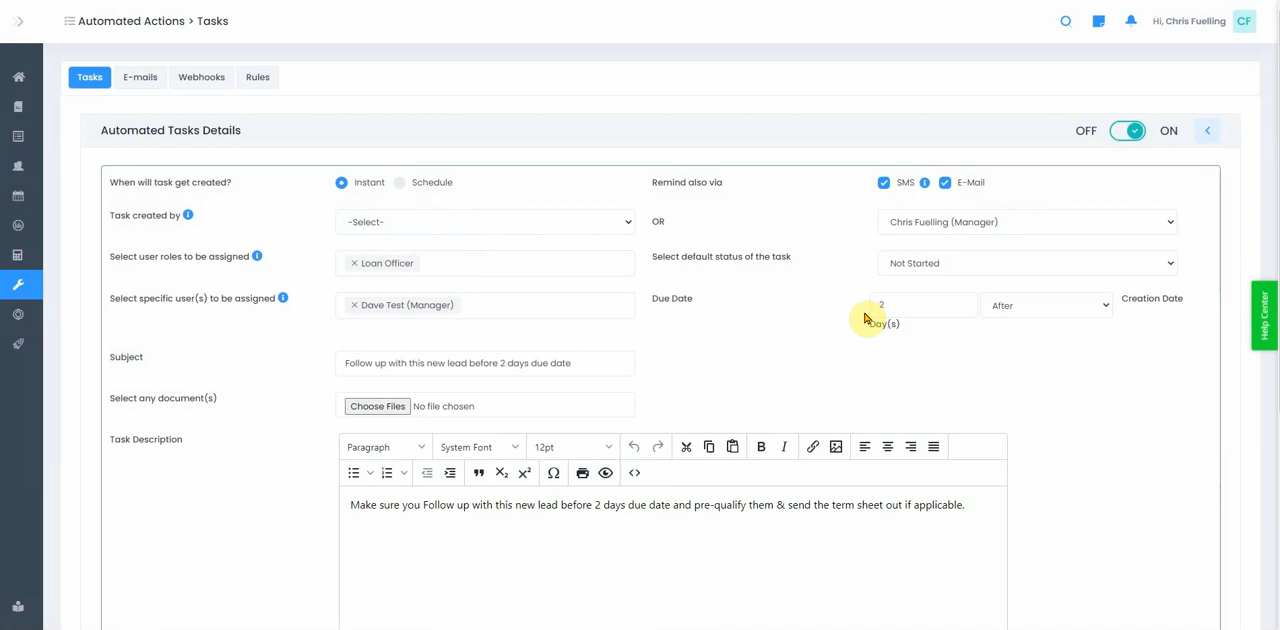 Automated Actions > Tasks
Hi, Chris Fuelling CF
Tasks E-mails Webhooks Rules
Automated Tasks Details OFF ON
When will task get created? Instant Schedule Remind also via SMS E-Mail
Task created by -Select- OR Chris Fuelling (Manager)
Select user roles to be assigned × Loan Officer Select default status of the task Not Started
Select specific user(s) to be assigned × Dave Test (Manager) Due Date 2 After Creation Date
Day(s)
Subject Follow up with this new lead before 2 days due date
Select any document(s) Choose Files No file chosen
Task Description Paragraph System Font 12pt
Make sure you Follow up with this new lead before 2 days due date and pre-qualify them & send the term sheet out if applicable.
Help Center